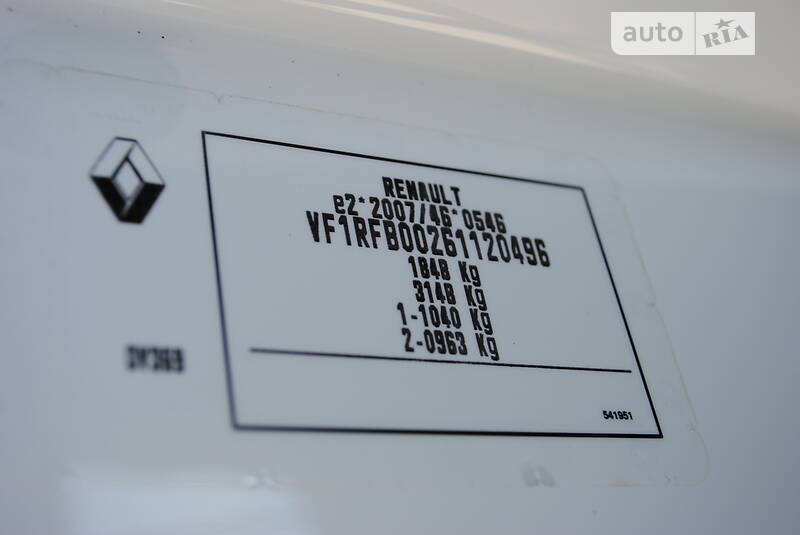 auto RIA
RENAULT
e2*2007/46*0546
VF1RFB00261120496
1848 Kg
3148 Kg
1-1040 Kg
2-0963 Kg
541951